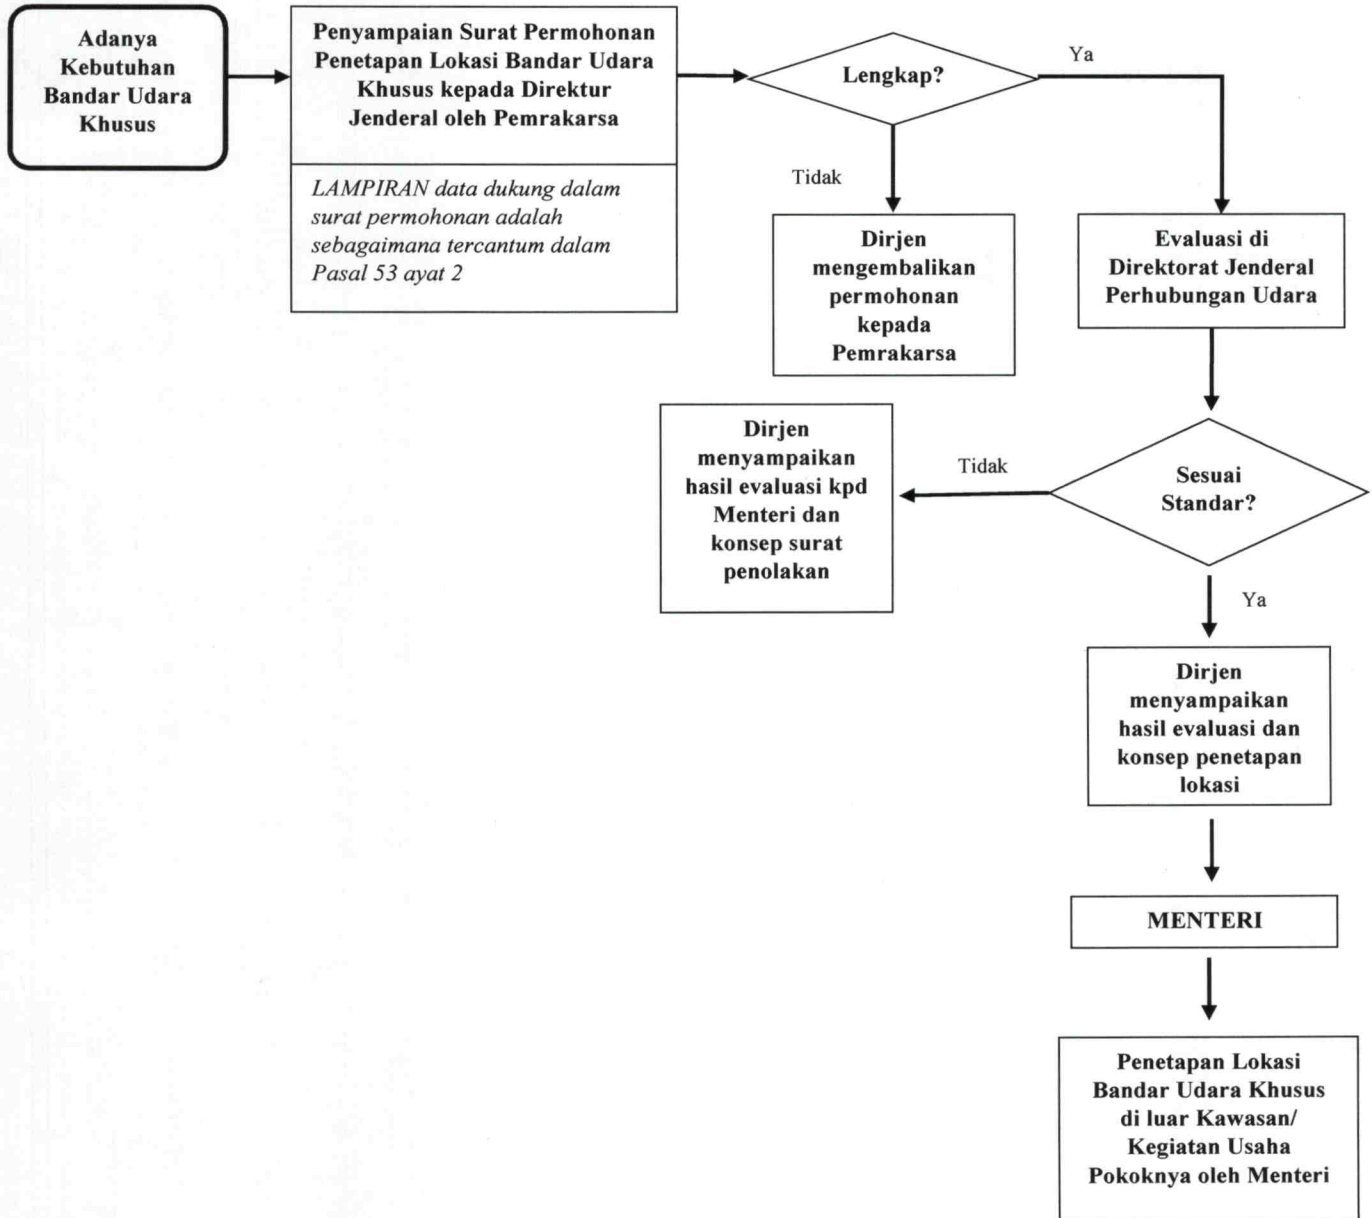 Adanya
Kebutuhan
Bandar Udara
Khusus
Penyampaian Surat Permohonan
Penetapan Lokasi Bandar Udara
Khusus kepada Direktur
Jenderal oleh Pemrakarsa
LAMPIRAN data dukung dalam
surat permohonan adalah
sebagaimana tercantum dalam
Pasal 53 ayat 2
Lengkap?
Ya
Tidak
Dirjen
mengembalikan
permohonan
kepada
Pemrakarsa
Evaluasi di
Direktorat Jenderal
Perhubungan Udara
Sesuai
Standar?
Tidak
Dirjen
menyampaikan
hasil evaluasi kpd
Menteri dan
konsep surat
penolakan
Ya
Dirjen
menyampaikan
hasil evaluasi dan
konsep penetapan
lokasi
MENTERI
Penetapan Lokasi
Bandar Udara Khusus
di luar Kawasan/
Kegiatan Usaha
Pokoknya oleh Menteri